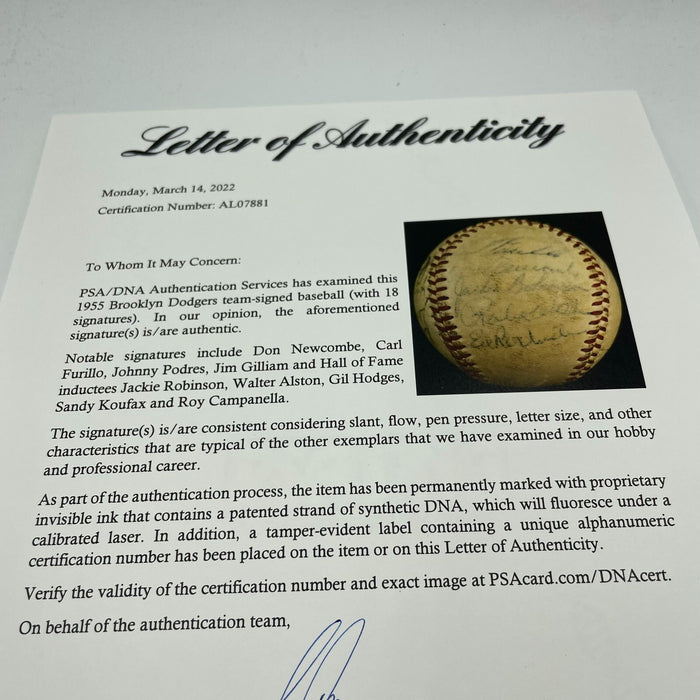 Letter of Authenticity
Monday, March 14, 2022
Certification Number: AL07881
To Whom It May Concern:
PSA/DNA Authentication Services has examined this
1955 Brooklyn Dodgers team-signed baseball (with 18
signatures). In our opinion, the aforementioned
signature(s) is/are authentic.
Notable signatures include Don Newcombe, Carl
Furillo, Johnny Podres, Jim Gilliam and Hall of Fame
inductees Jackie Robinson, Walter Alston, Gil Hodges,
Sandy Koufax and Roy Campanella.
The signature(s) is/are consistent considering slant, flow, pen pressure, letter size, and other
characteristics that are typical of the other exemplars that we have examined in our hobby
and professional career.
As part of the authentication process, the item has been permanently marked with proprietary
invisible ink that contains a patented strand of synthetic DNA, which will fluoresce under a
calibrated laser. In addition, a tamper-evident label containing a unique alphanumeric
certification number has been placed on the item or on this Letter of Authenticity.
Verify the validity of the certification number and exact image at PSAcard.com/DNAcert.
On behalf of the authentication team,
Jackie Robinson